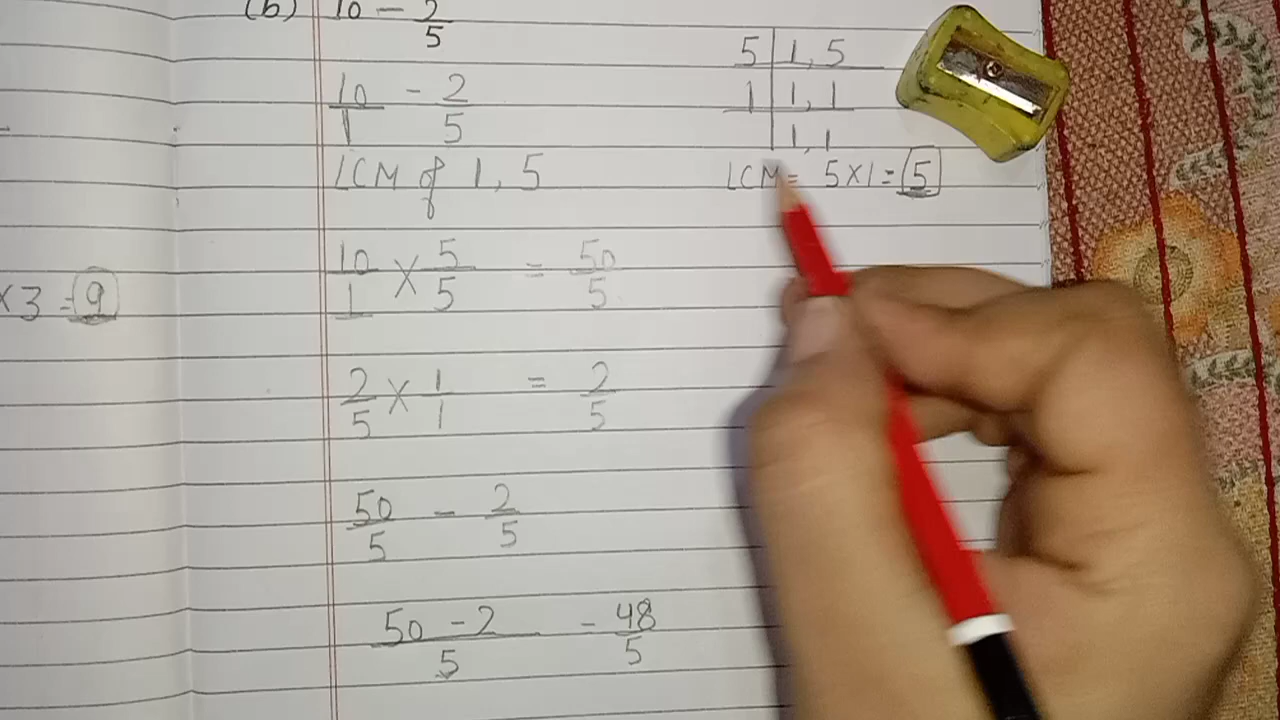 (b) 10 - 2/5
10/1 - 2/5
LCM of 1, 5
10/1 × 5/5 = 50/5
2/5 × 1/1 = 2/5
50/5 - 2/5
50 - 2/5 - 48/5
5 | 1, 5
1 | 1, 1
1, 1
LCM = 5 × 1 = 5
× 3 = 9